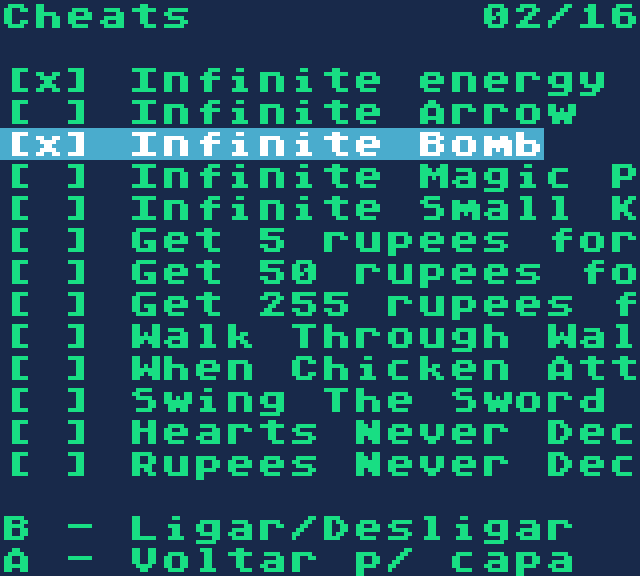 Cheats 02/16
[x] Infinite energy
[ ] Infinite Arrow
[x] Infinite Bomb
[ ] Infinite Magic P
[ ] Infinite Small K
[ ] Get 5 rupees for
[ ] Get 50 rupees fo
[ ] Get 255 rupees f
[ ] Walk Through Wal
[ ] When Chicken Att
[ ] Swing The Sword
[ ] Hearts Never Dec
[ ] Rupees Never Dec
B - Ligar/Desligar
A - Voltar p/ capa